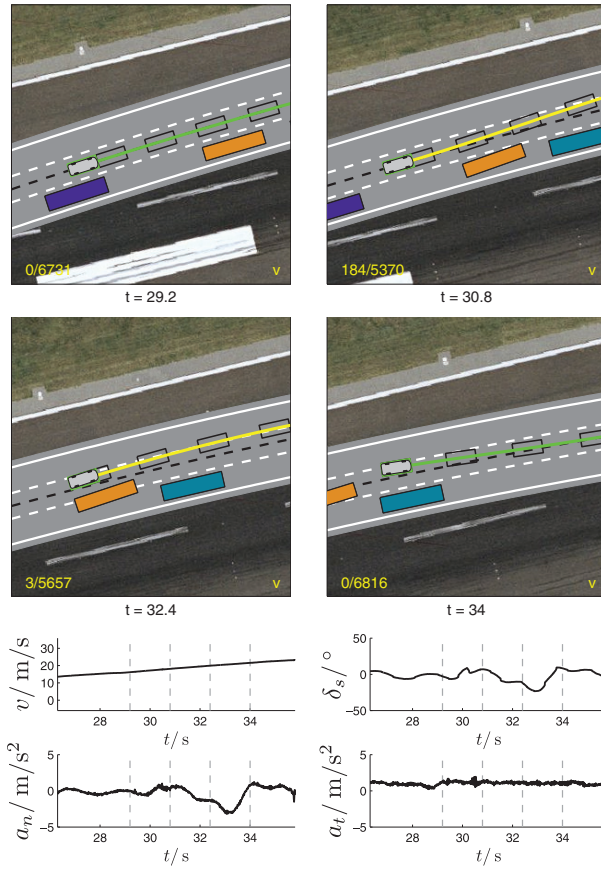 0/6731 v
184/5370 v
t = 29.2
t = 30.8
3/5657 v
0/6816 v
t = 32.4
t = 34
v/ m/s
30
20
10
0
28 30 32 34
t/ s
δs/ °
50
0
−50
28 30 32 34
t/ s
an/ m/s²
5
0
−5
28 30 32 34
t/ s
at/ m/s²
5
0
−5
28 30 32 34
t/ s